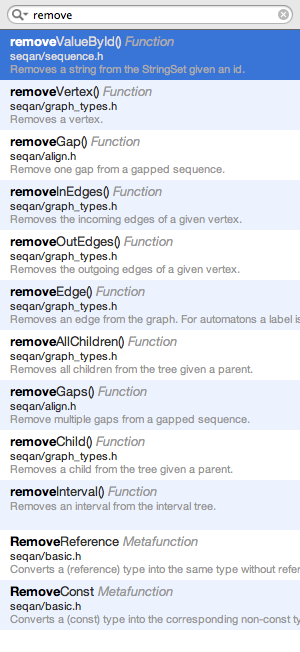 remove
removeValueById() Function
seqan/sequence.h
Removes a string from the StringSet given an id.
removeVertex() Function
seqan/graph_types.h
Removes a vertex.
removeGap() Function
seqan/align.h
Remove one gap from a gapped sequence.
removeInEdges() Function
seqan/graph_types.h
Removes the incoming edges of a given vertex.
removeOutEdges() Function
seqan/graph_types.h
Removes the outgoing edges of a given vertex.
removeEdge() Function
seqan/graph_types.h
Removes an edge from the graph. For automatons a label is
removeAllChildren() Function
seqan/graph_types.h
Removes all children from the tree given a parent.
removeGaps() Function
seqan/align.h
Remove multiple gaps from a gapped sequence.
removeChild() Function
seqan/graph_types.h
Removes a child from the tree given a parent.
removeInterval() Function
Removes an interval from the interval tree.
RemoveReference Metafunction
seqan/basic.h
Converts a (reference) type into the same type without refer
RemoveConst Metafunction
seqan/basic.h
Converts a (const) type into the corresponding non-const ty